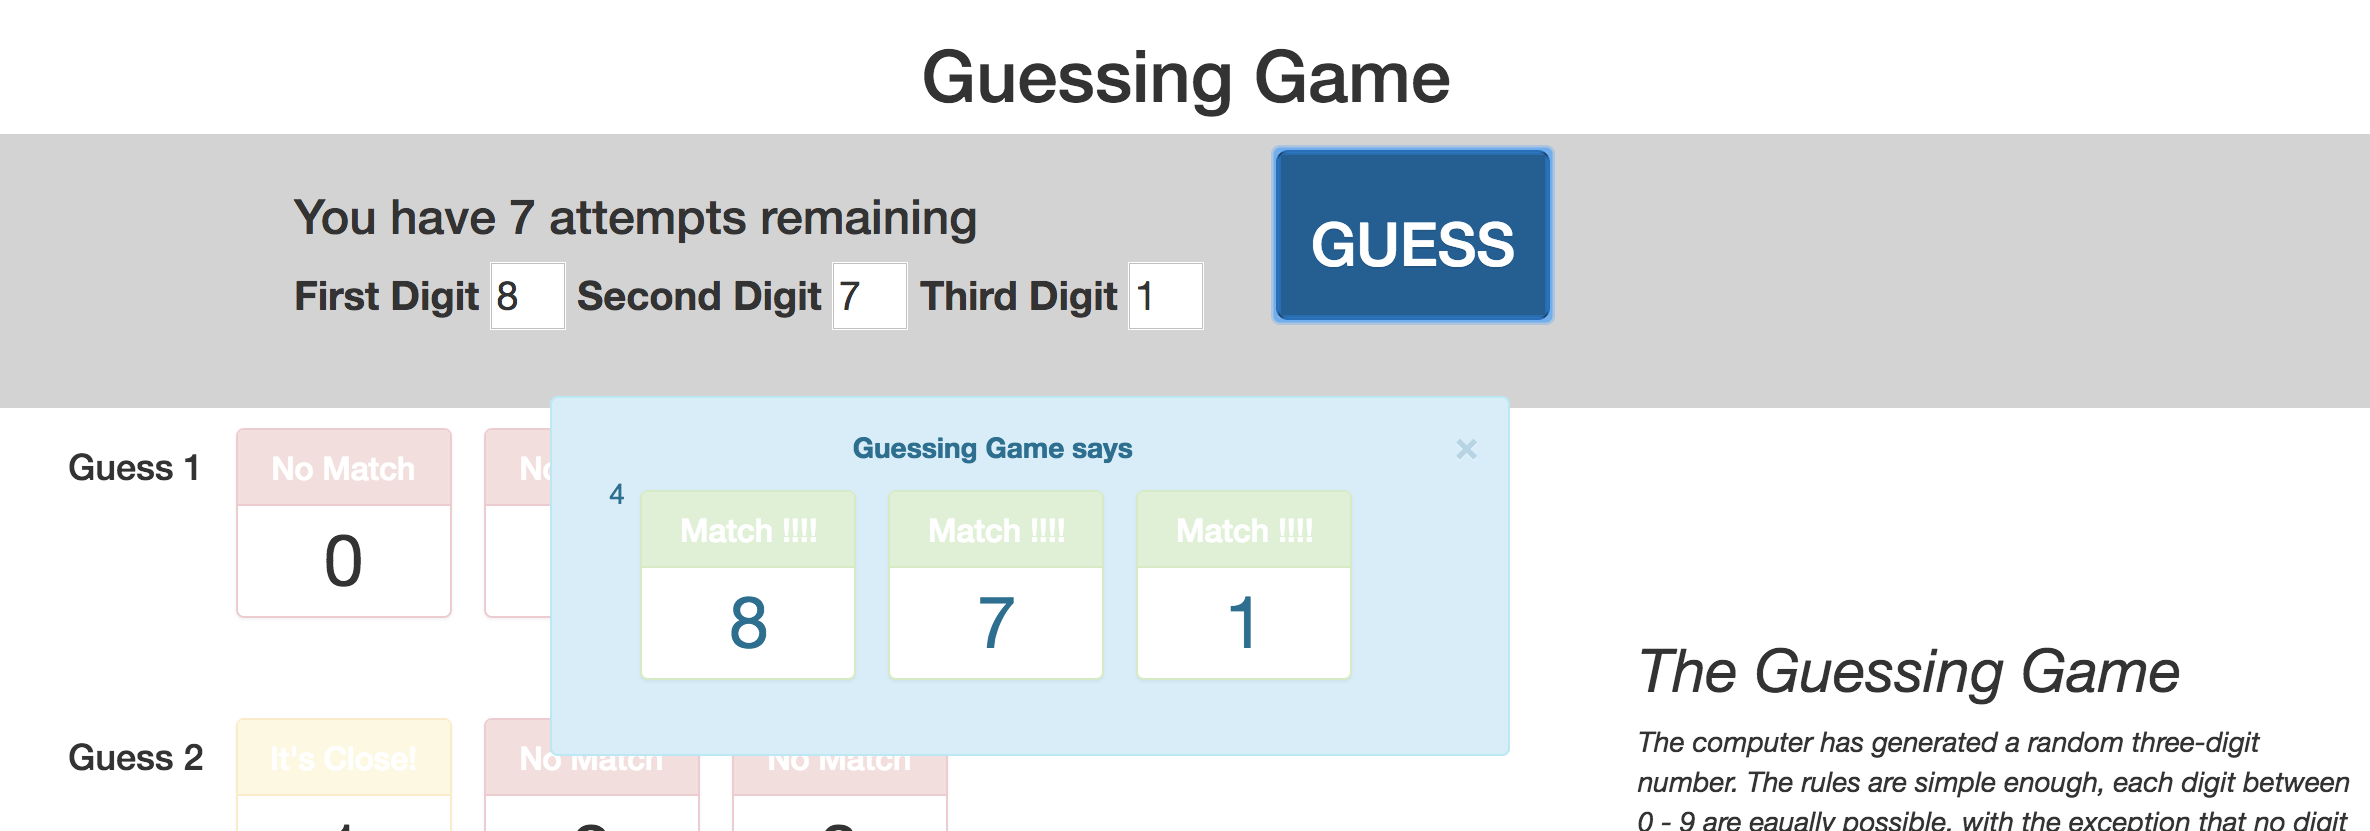 Guessing Game
You have 7 attempts remaining
First Digit 8 Second Digit 7 Third Digit 1
GUESS
Guess 1
No Match
0
Guessing Game says
×
4
Match !!!! Match !!!! Match !!!!
8 7 1
Guess 2
It's Close! No Match No Match
The Guessing Game
The computer has generated a random three-digit
number. The rules are simple enough, each digit between
0 - 9 are equally possible, with the exception that no digit